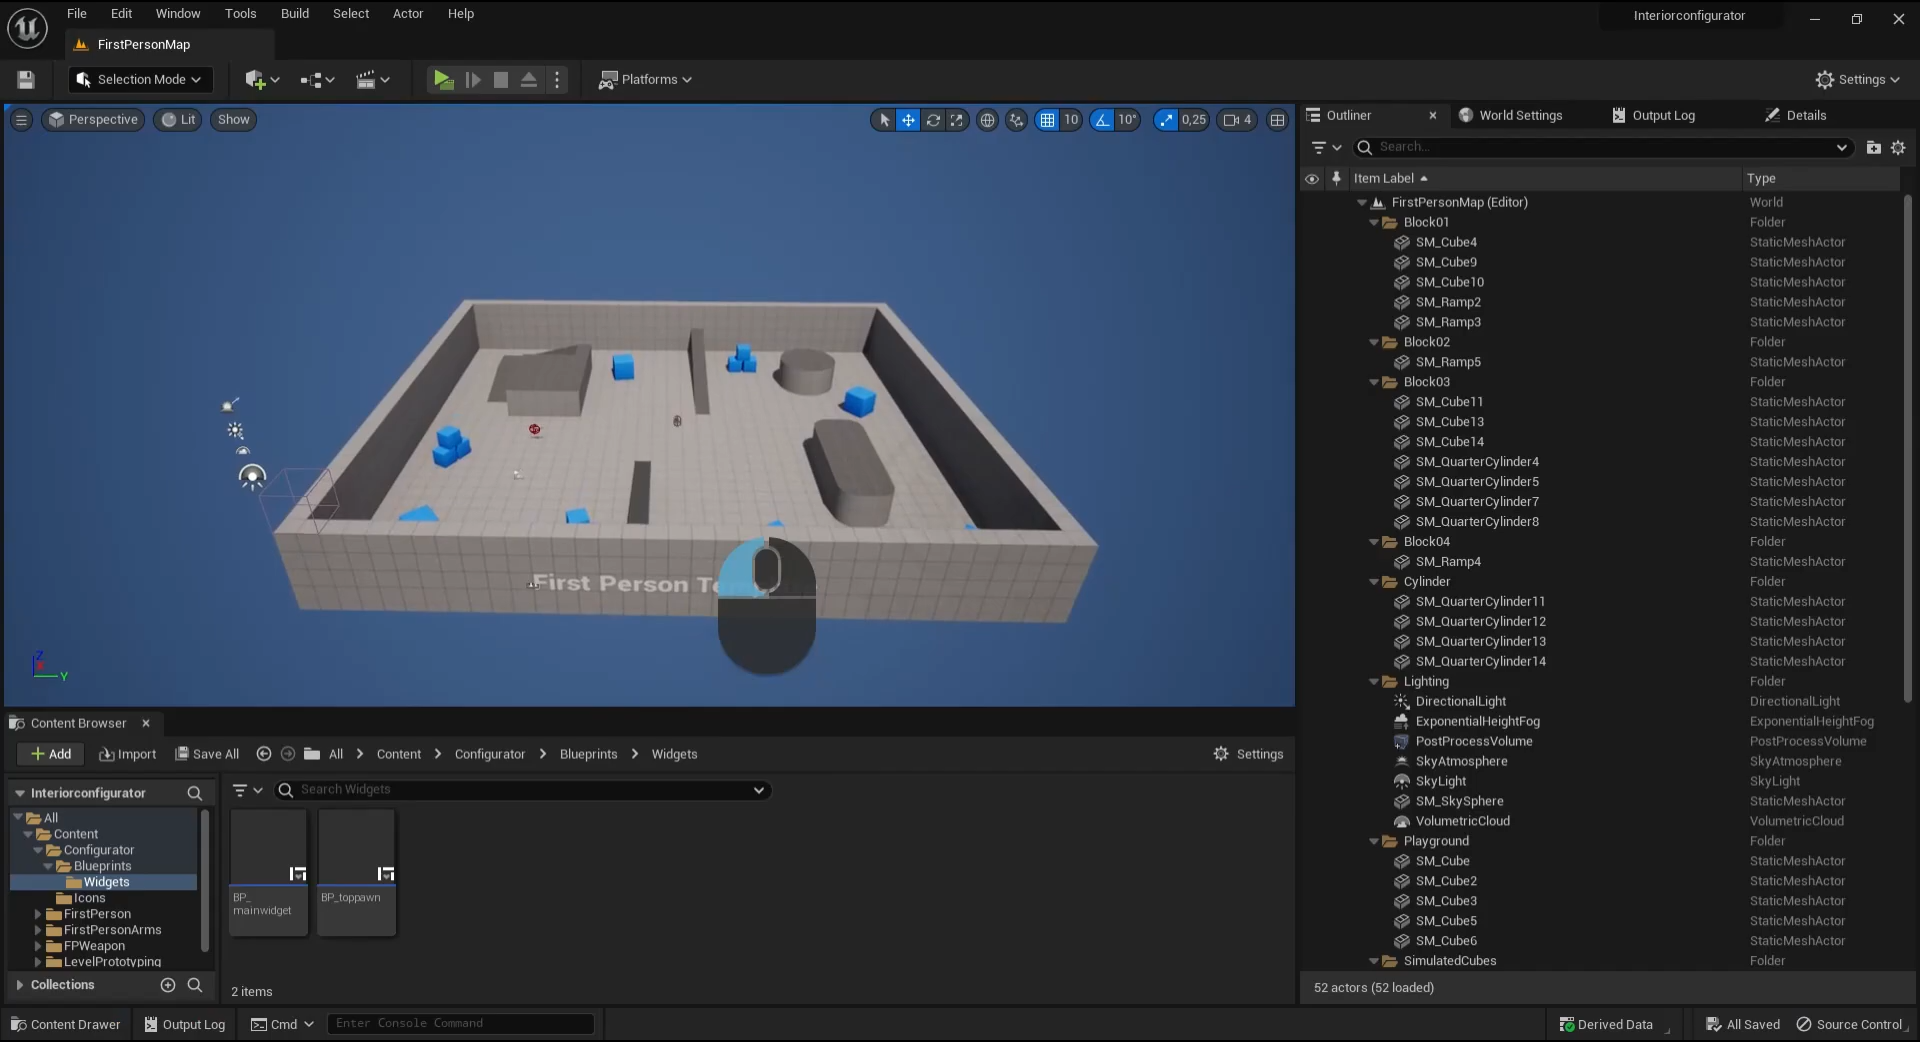 File Edit Window Tools Build Select Actor Help
Interiorconfigurator
FirstPersonMap
Selection Mode
Platforms
Settings
Perspective Lit Show
10 10° 0,25 4
First Person Te
Z
Y
Outliner World Settings Output Log Details
Search...
Item Label Type
FirstPersonMap (Editor) World
Block01 Folder
SM_Cube4 StaticMeshActor
SM_Cube9 StaticMeshActor
SM_Cube10 StaticMeshActor
SM_Ramp2 StaticMeshActor
SM_Ramp3 StaticMeshActor
Block02 Folder
SM_Ramp5 StaticMeshActor
Block03 Folder
SM_Cube11 StaticMeshActor
SM_Cube13 StaticMeshActor
SM_Cube14 StaticMeshActor
SM_QuarterCylinder4 StaticMeshActor
SM_QuarterCylinder5 StaticMeshActor
SM_QuarterCylinder7 StaticMeshActor
SM_QuarterCylinder8 StaticMeshActor
Block04 Folder
SM_Ramp4 StaticMeshActor
Cylinder Folder
SM_QuarterCylinder11 StaticMeshActor
SM_QuarterCylinder12 StaticMeshActor
SM_QuarterCylinder13 StaticMeshActor
SM_QuarterCylinder14 StaticMeshActor
Lighting Folder
DirectionalLight DirectionalLight
ExponentialHeightFog ExponentialHeightFog
PostProcessVolume PostProcessVolume
SkyAtmosphere SkyAtmosphere
SkyLight SkyLight
SM_SkySphere StaticMeshActor
VolumetricCloud VolumetricCloud
Playground Folder
SM_Cube StaticMeshActor
SM_Cube2 StaticMeshActor
SM_Cube3 StaticMeshActor
SM_Cube5 StaticMeshActor
SM_Cube6 StaticMeshActor
SimulatedCubes Folder
52 actors (52 loaded)
Content Browser
Add Import Save All All Content Configurator Blueprints Widgets Settings
Interiorconfigurator
Search Widgets
All
Content
Configurator
Blueprints
Widgets
Icons
FirstPerson
FirstPersonArms
FPWeapon
LevelPrototyping
Collections
BP_
mainwidget
BP_toppawn
2 items
Content Drawer Output Log Cmd Enter Console Command Derived Data All Saved Source Control